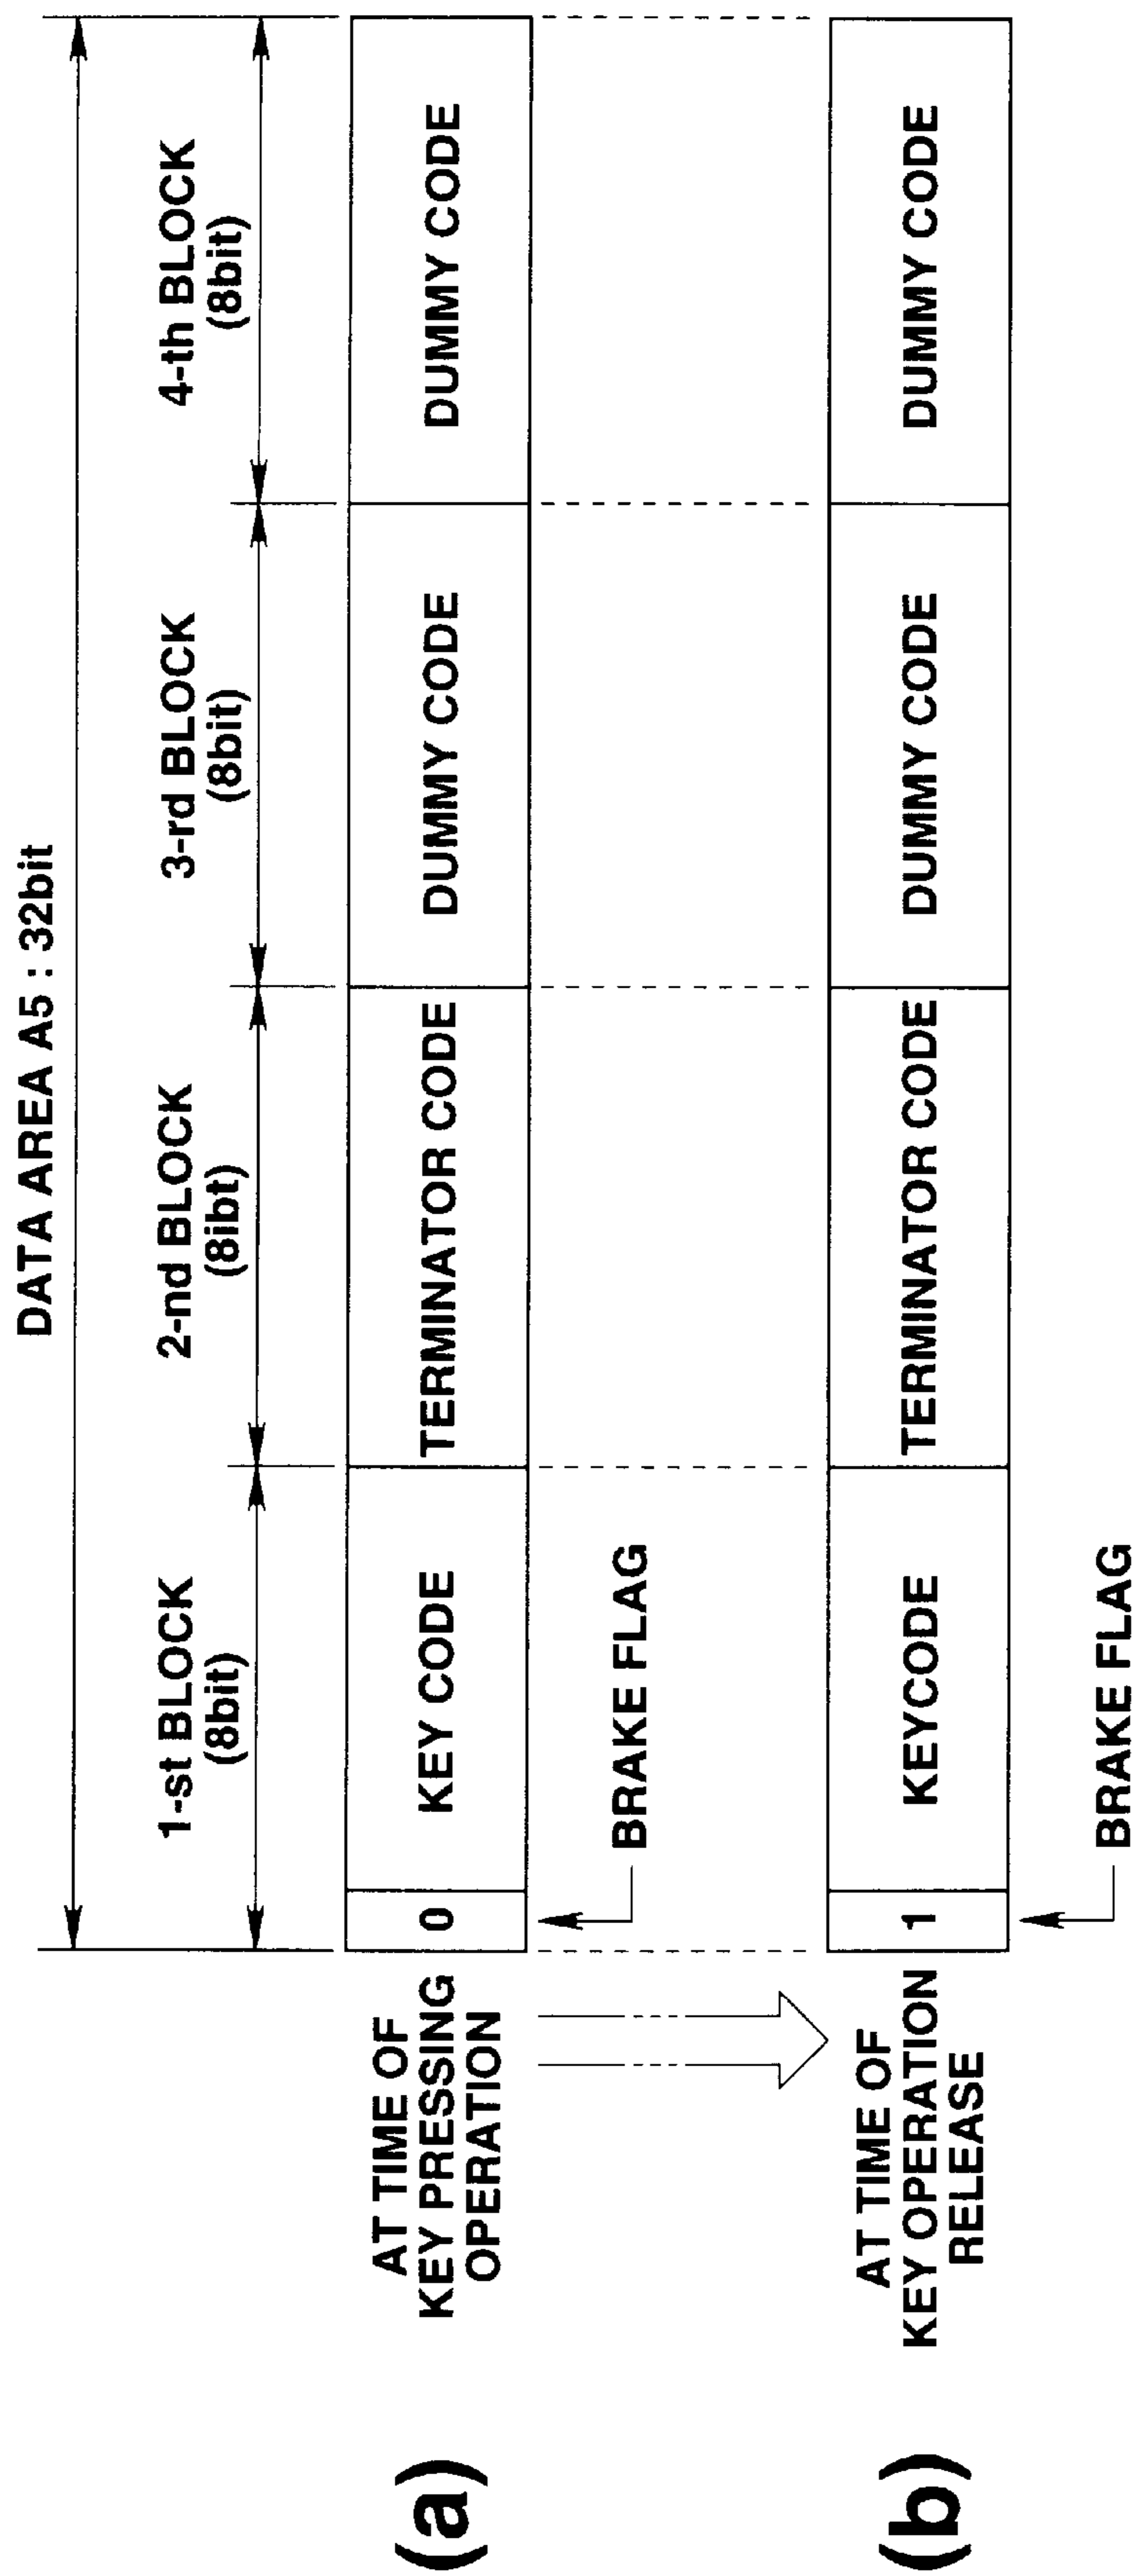 DATA AREA A5 : 32bit
1-st BLOCK
(8bit)
2-nd BLOCK
(8ibt)
3-rd BLOCK
(8bit)
4-th BLOCK
(8bit)
(a)
AT TIME OF
KEY PRESSING
OPERATION
0
KEY CODE
TERMINATOR CODE
DUMMY CODE
DUMMY CODE
BRAKE FLAG
(b)
AT TIME OF
KEY OPERATION
RELEASE
1
KEYCODE
TERMINATOR CODE
DUMMY CODE
DUMMY CODE
BRAKE FLAG